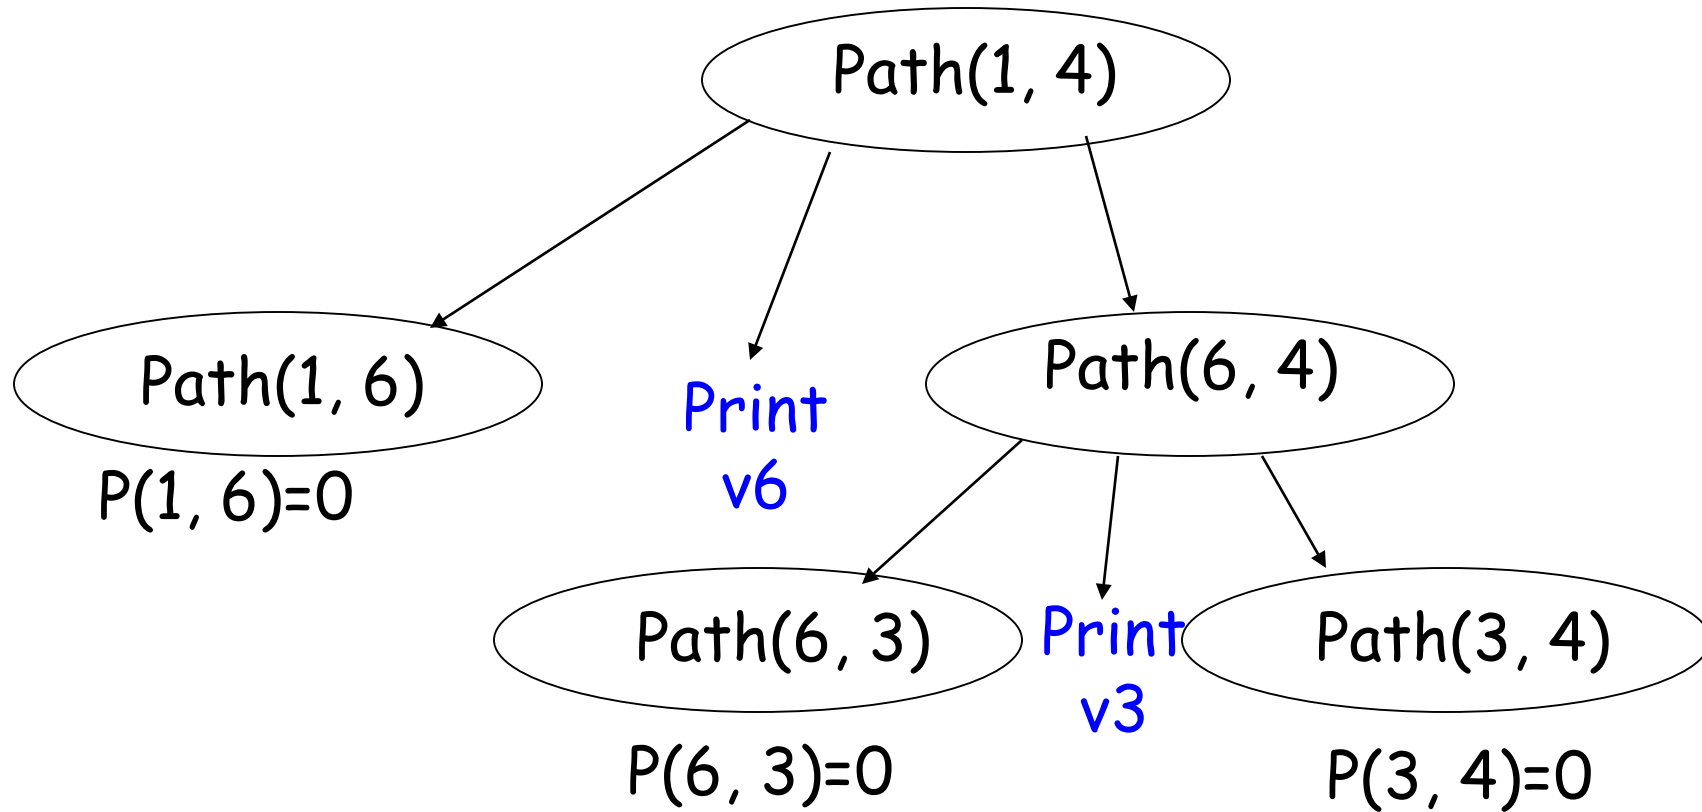 Path(1, 4)
Path(1, 6)
P(1, 6)=0
Print
v6
Path(6, 4)
Path(6, 3)
P(6, 3)=0
Print
v3
Path(3, 4)
P(3, 4)=0